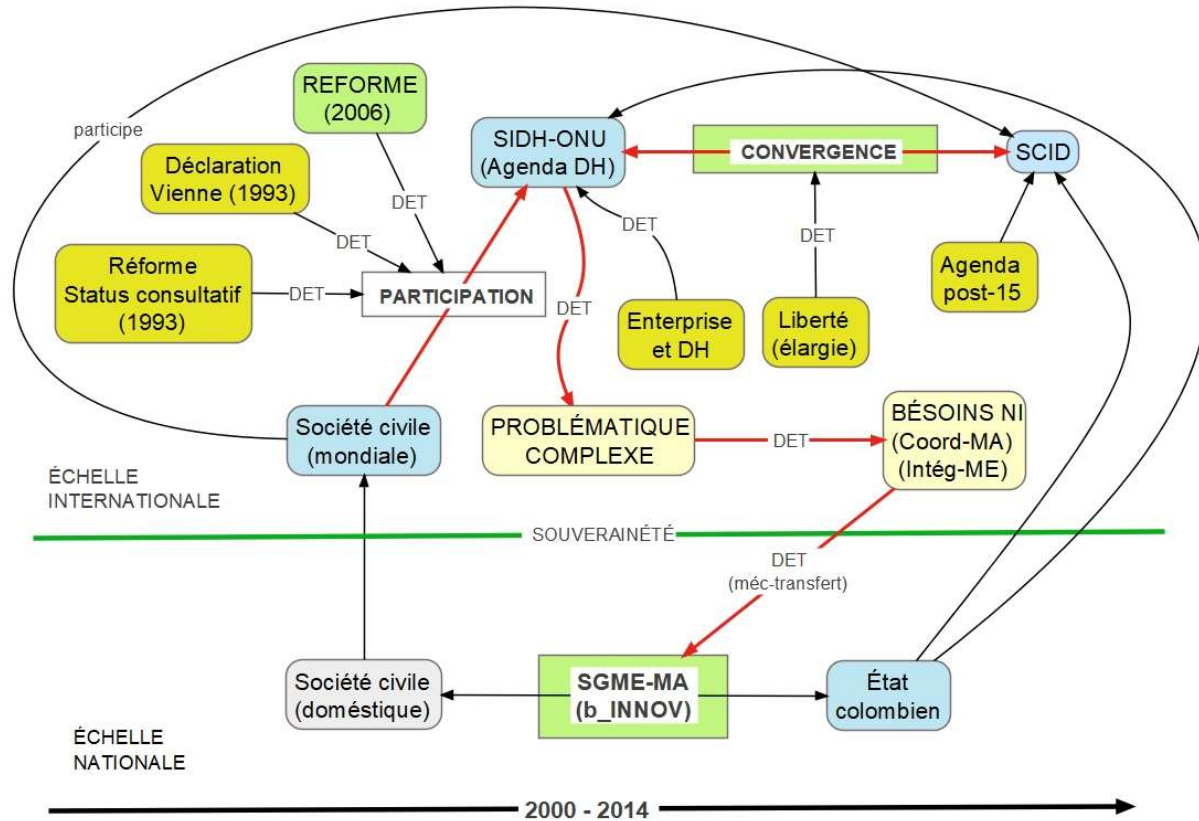 REFORME
(2006)
participe
Déclaration
Vienne (1993)
SIDH-ONU
(Agenda DH)
CONVERGENCE
SCID
DET
DET
Réforme
Status consultatif
(1993)
DET
PARTICIPATION
DET
DET
DET
Enterprise
et DH
Liberté
(élargie)
Agenda
post-15
Société civile
(mondiale)
PROBLÉMATIQUE
COMPLEXE
DET
BÉSOINS NI
(Coord-MA)
(Intég-ME)
ÉCHELLE
INTERNATIONALE
SOUVERAINÉTÉ
DET
(méc-transfert)
Société civile
(doméstique)
SGME-MA
(b_INNOV)
État
colombien
ÉCHELLE
NATIONALE
2000 - 2014